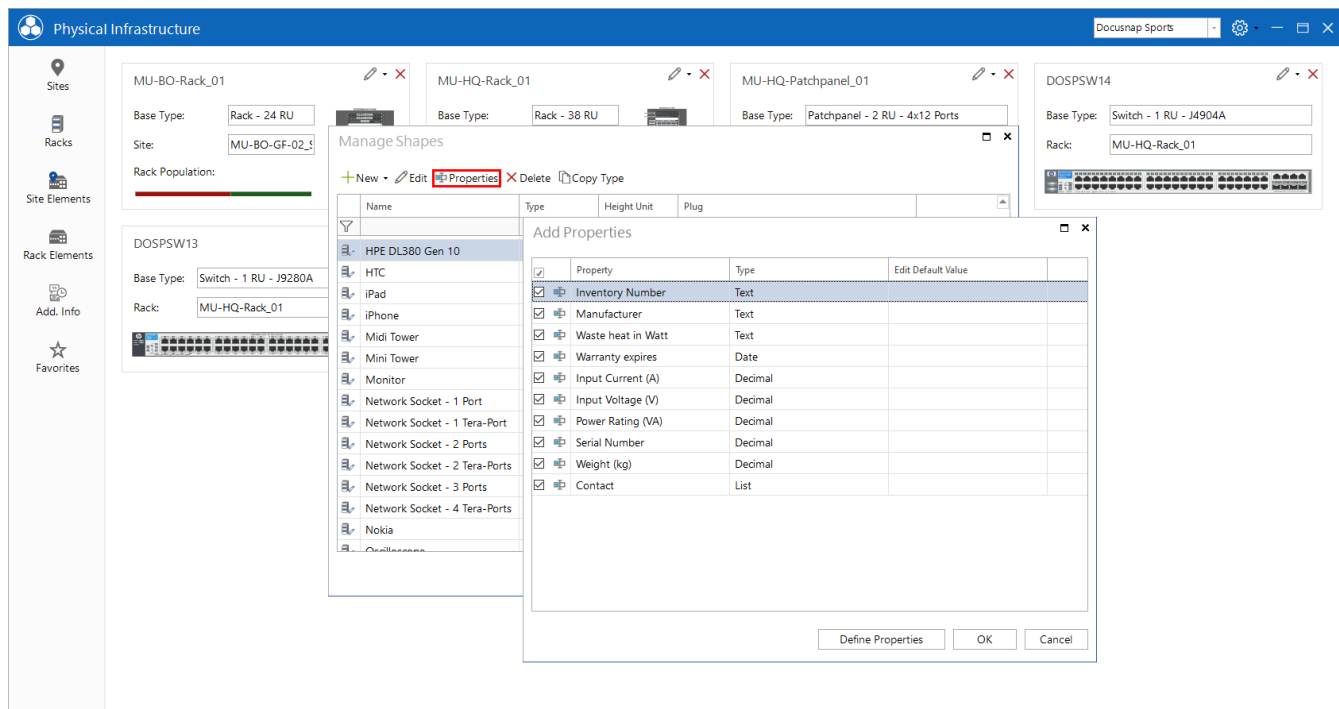 Physical Infrastructure
Docusnap Sports
Sites
Racks
Site Elements
Rack Elements
Add. Info
Favorites
MU-BO-Rack_01
Base Type: Rack - 24 RU
Site: MU-BO-GF-02_S
Rack Population:
MU-HQ-Rack_01
Base Type: Rack - 38 RU
MU-HQ-Patchpanel_01
Base Type: Patchpanel - 2 RU - 4x12 Ports
DOSPSW14
Base Type: Switch - 1 RU - J4904A
Rack: MU-HQ-Rack_01
DOSPSW13
Base Type: Switch - 1 RU - J9280A
Rack: MU-HQ-Rack_01
Manage Shapes
New Edit Properties Delete Copy Type
Name Type Height Unit Plug
HPE DL380 Gen 10
HTC
iPad
iPhone
Midi Tower
Mini Tower
Monitor
Network Socket - 1 Port
Network Socket - 1 Tera-Port
Network Socket - 2 Ports
Network Socket - 2 Tera-Ports
Network Socket - 3 Ports
Network Socket - 4 Tera-Ports
Nokia
Oscilloscope
Add Properties
Property Type Edit Default Value
Inventory Number Text
Manufacturer Text
Waste heat in Watt Text
Warranty expires Date
Input Current (A) Decimal
Input Voltage (V) Decimal
Power Rating (VA) Decimal
Serial Number Decimal
Weight (kg) Decimal
Contact List
Define Properties OK Cancel